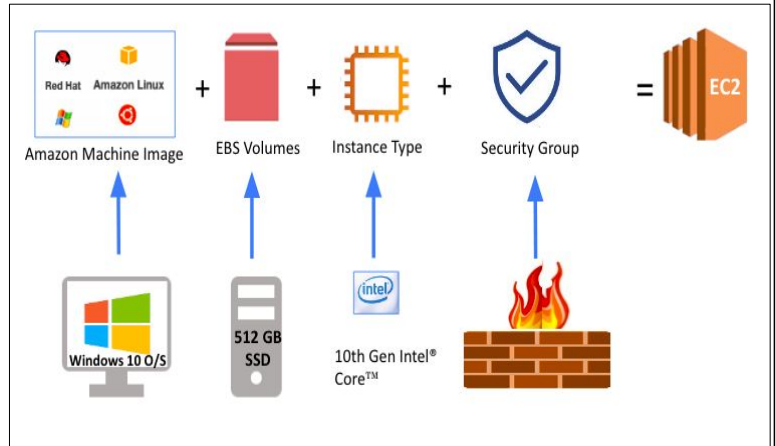 Red Hat Amazon Linux
+ + + = EC2
Amazon Machine Image EBS Volumes Instance Type Security Group
Windows 10 O/S
512 GB
SSD
intel
10th Gen Intel®
Core™